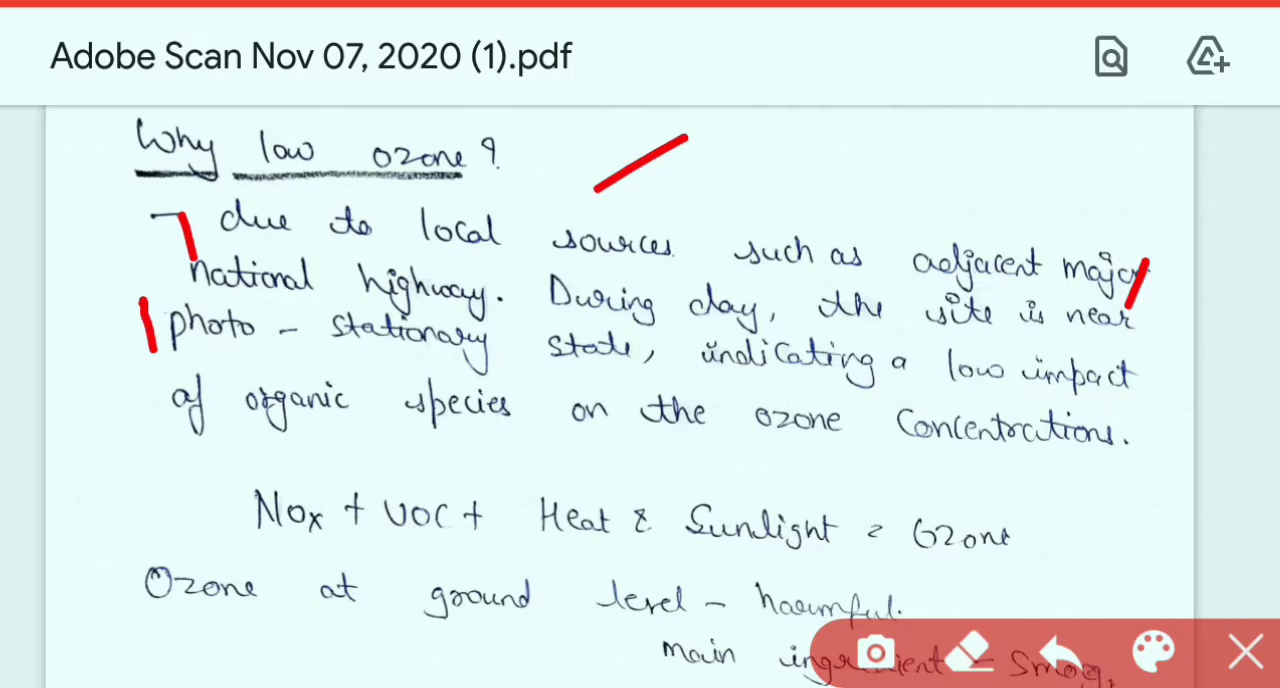 Adobe Scan Nov 07, 2020 (1).pdf
Why low ozone?
due to local sources such as adjacent major
national highway. During day, the site is near
photo - stationary state, indicating a low impact
of organic species on the ozone concentrations.
NOx + VOC + Heat & Sunlight = Ozone
Ozone at ground level - harmful.
main ingredient - Smog.